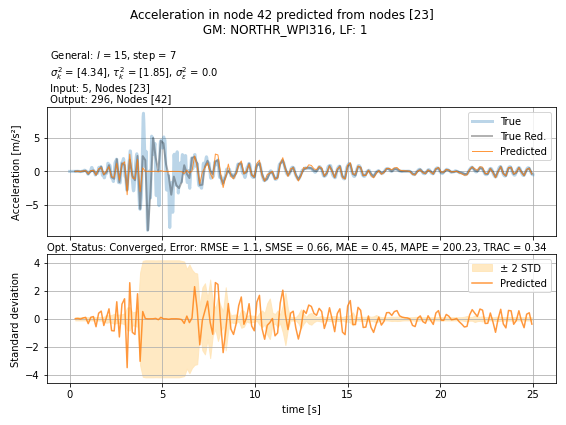 Acceleration in node 42 predicted from nodes [23]
GM: NORTHR_WPI316, LF: 1
General: l = 15, step = 7
σ²ₖ = [4.34], τ²ₖ = [1.85], σ²ε = 0.0
Input: 5, Nodes [23]
Output: 296, Nodes [42]
True
True Red.
Predicted
Acceleration [m/s²]
5
0
−5
Opt. Status: Converged, Error: RMSE = 1.1, SMSE = 0.66, MAE = 0.45, MAPE = 200.23, TRAC = 0.34
± 2 STD
Predicted
Standard deviation
4
2
0
−2
−4
0
5
10
15
20
25
time [s]